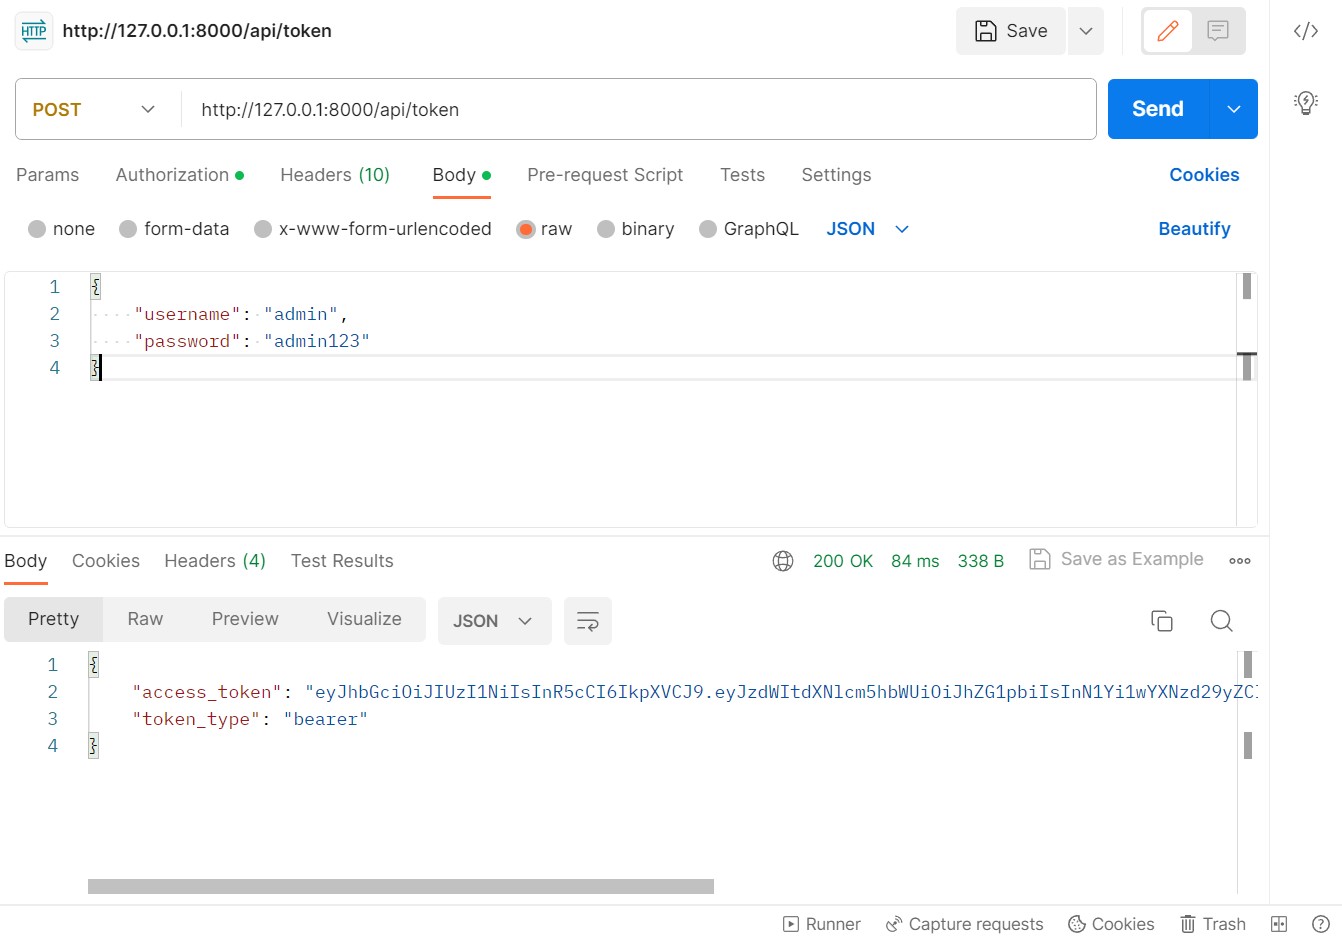 HTTP http://127.0.0.1:8000/api/token Save
POST http://127.0.0.1:8000/api/token Send
Params Authorization Headers (10) Body Pre-request Script Tests Settings Cookies
none form-data x-www-form-urlencoded raw binary GraphQL JSON Beautify
1 {
2 "username": "admin",
3 "password": "admin123"
4 }
Body Cookies Headers (4) Test Results 200 OK 84 ms 338 B Save as Example
Pretty Raw Preview Visualize JSON
1 {
2 "access_token": "eyJhbGciOiJIUzI1NiIsInR5cCI6IkpXVCJ9.eyJzdWItdXNlcm5hbWUiOiJhZG1pbiIsInN1Yi1wYXNzd29yZCI
3 "token_type": "bearer"
4 }
Runner Capture requests Cookies Trash